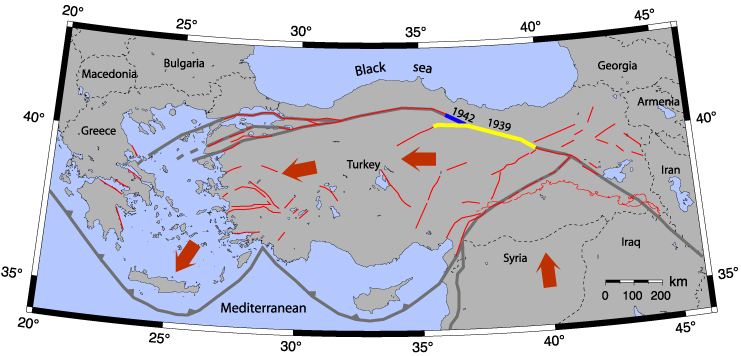 20°
25°
30°
35°
40°
45°
Black sea
Bulgaria
Macedonia
Georgia
40°
Greece
1942
1939
Armenia
40°
Turkey
Iran
Iraq
Syria
35°
35°
km
0 100 200
Mediterranean
20°
25°
30°
35°
40°
45°